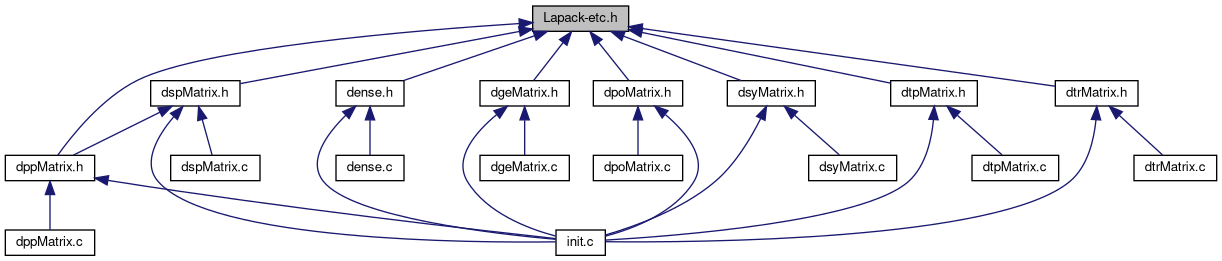 Lapack-etc.h
dspMatrix.h
dense.h
dgeMatrix.h
dpoMatrix.h
dsyMatrix.h
dtpMatrix.h
dtrMatrix.h
dppMatrix.h
dspMatrix.c
dense.c
dgeMatrix.c
dpoMatrix.c
dsyMatrix.c
dtpMatrix.c
dtrMatrix.c
dppMatrix.c
init.c